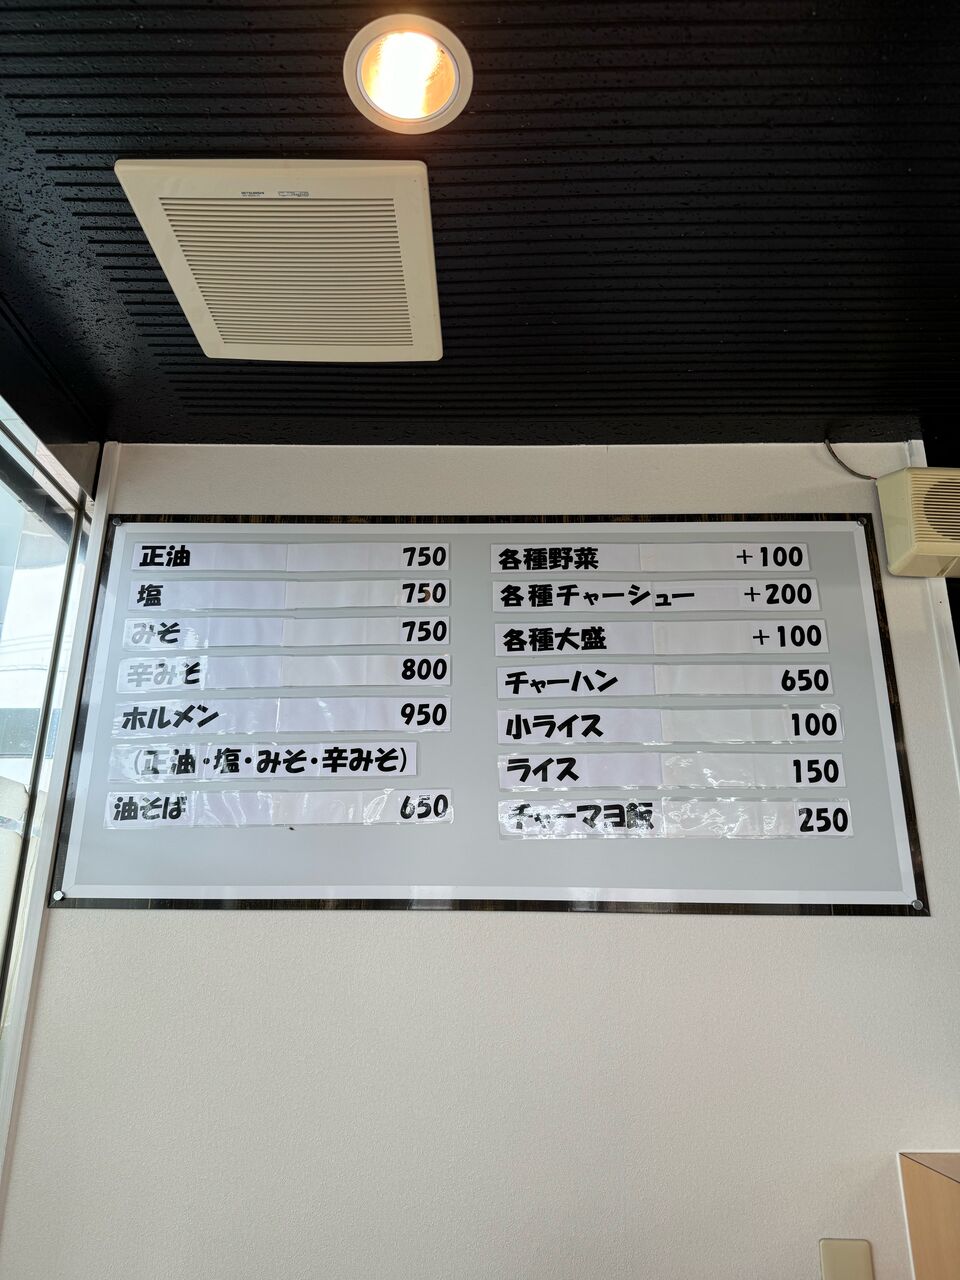 MITSUBISHI
正油 750
塩 750
みそ 750
辛みそ 800
ホルメン 950
(正油・塩・みそ・辛みそ)
油そば 650
各種野菜 +100
各種チャーシュー +200
各種大盛 +100
チャーハン 650
小ライス 100
ライス 150
チャーマヨ飯 250